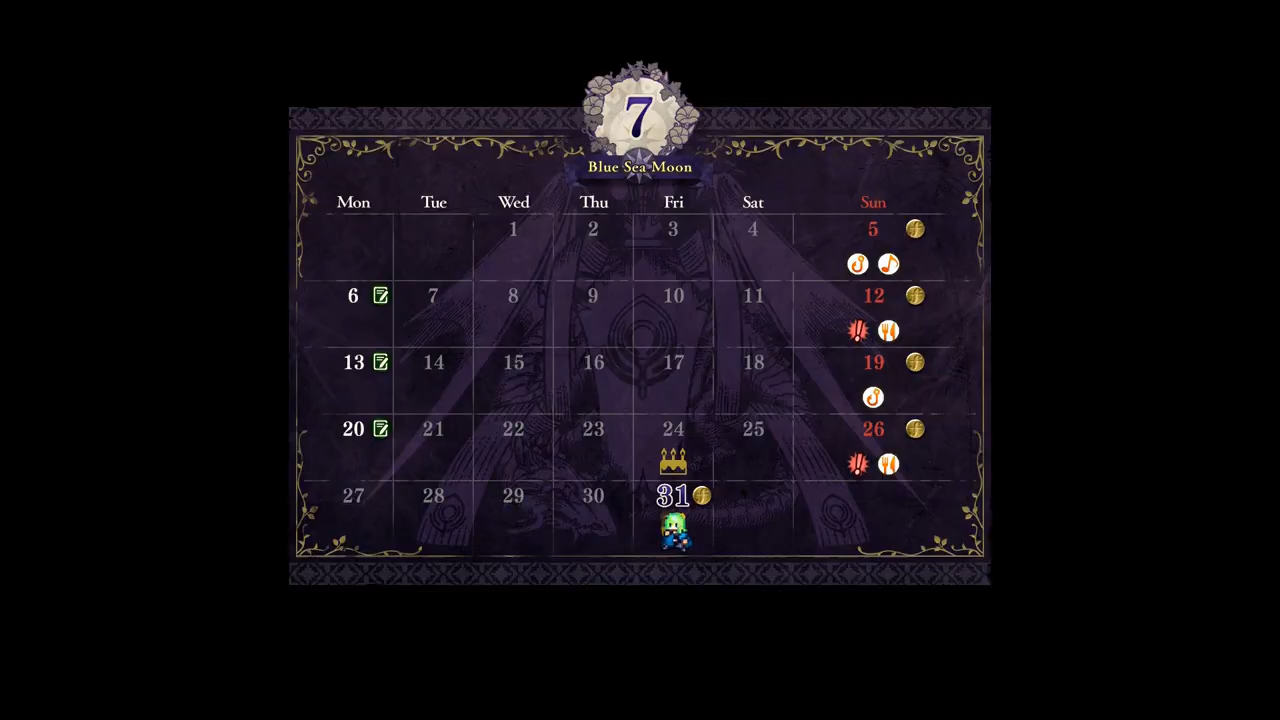 7
Blue Sea Moon
Mon Tue Wed Thu Fri Sat Sun
1 2 3 4 5
6 7 8 9 10 11 12
13 14 15 16 17 18 19
20 21 22 23 24 25 26
27 28 29 30 31